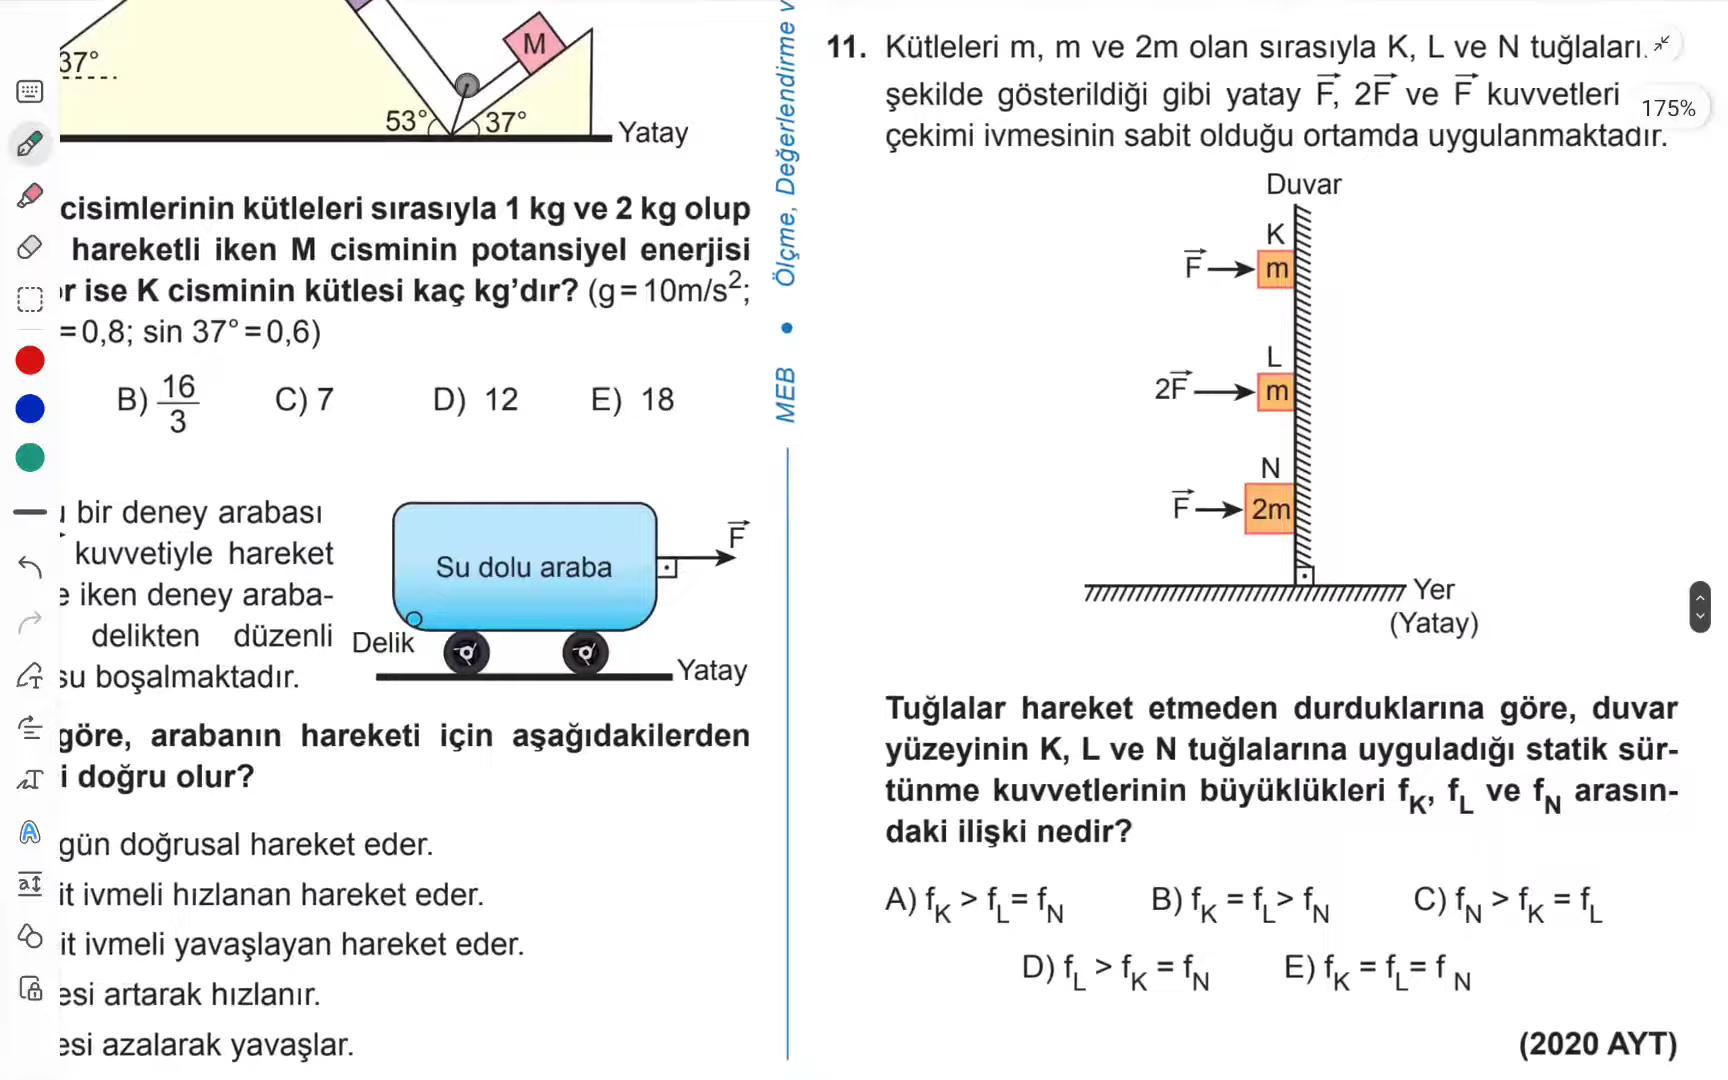 37°
M
53°
37°
Yatay
cisimlerinin kütleleri sırasıyla 1 kg ve 2 kg olup
hareketli iken M cisminin potansiyel enerjisi
r ise K cisminin kütlesi kaç kg'dır? (g=10m/s²;
=0,8; sin 37°=0,6)
B) 16/3 C) 7 D) 12 E) 18
bir deney arabası
kuvvetiyle hareket
e iken deney araba-
delikten düzenli
su boşalmaktadır.
Su dolu araba
F
Delik
Yatay
göre, arabanın hareketi için aşağıdakilerden
i doğru olur?
gün doğrusal hareket eder.
it ivmeli hızlanan hareket eder.
it ivmeli yavaşlayan hareket eder.
esi artarak hızlanır.
esi azalarak yavaşlar.
MEB • Ölçme, Değerlendirme v
11. Kütleleri m, m ve 2m olan sırasıyla K, L ve N tuğlaları
şekilde gösterildiği gibi yatay F, 2F ve F kuvvetleri
çekimi ivmesinin sabit olduğu ortamda uygulanmaktadır.
175%
Duvar
K
F
m
L
2F
m
N
F
2m
Yer
(Yatay)
Tuğlalar hareket etmeden durduklarına göre, duvar
yüzeyinin K, L ve N tuğlalarına uyguladığı statik sür-
tünme kuvvetlerinin büyüklükleri fK, fL ve fN arasın-
daki ilişki nedir?
A) fK > fL = fN B) fK = fL > fN C) fN > fK = fL
D) fL > fK = fN E) fK = fL = fN
(2020 AYT)